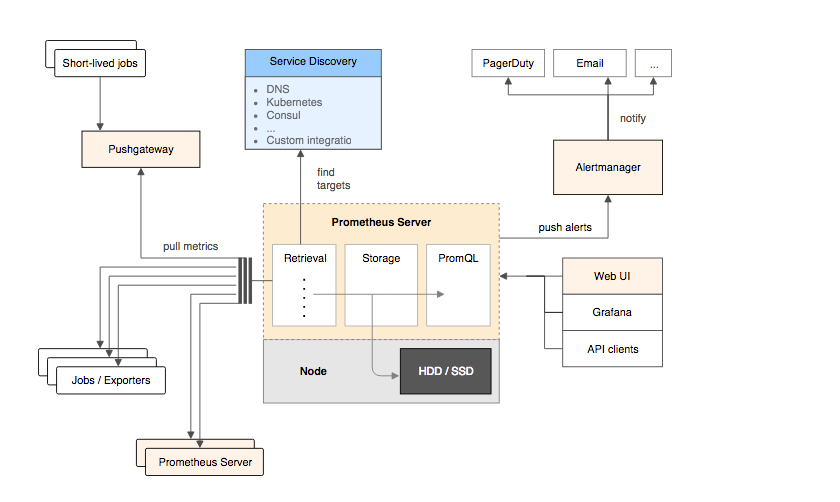 Short-lived jobs
Service Discovery
• DNS
• Kubernetes
• Consul
• ...
• Custom integratio
PagerDuty
Email
...
notify
Pushgateway
Alertmanager
find
targets
Prometheus Server
push alerts
pull metrics
Retrieval
Storage
PromQL
Web UI
Grafana
API clients
Node
HDD / SSD
Jobs / Exporters
Prometheus Server